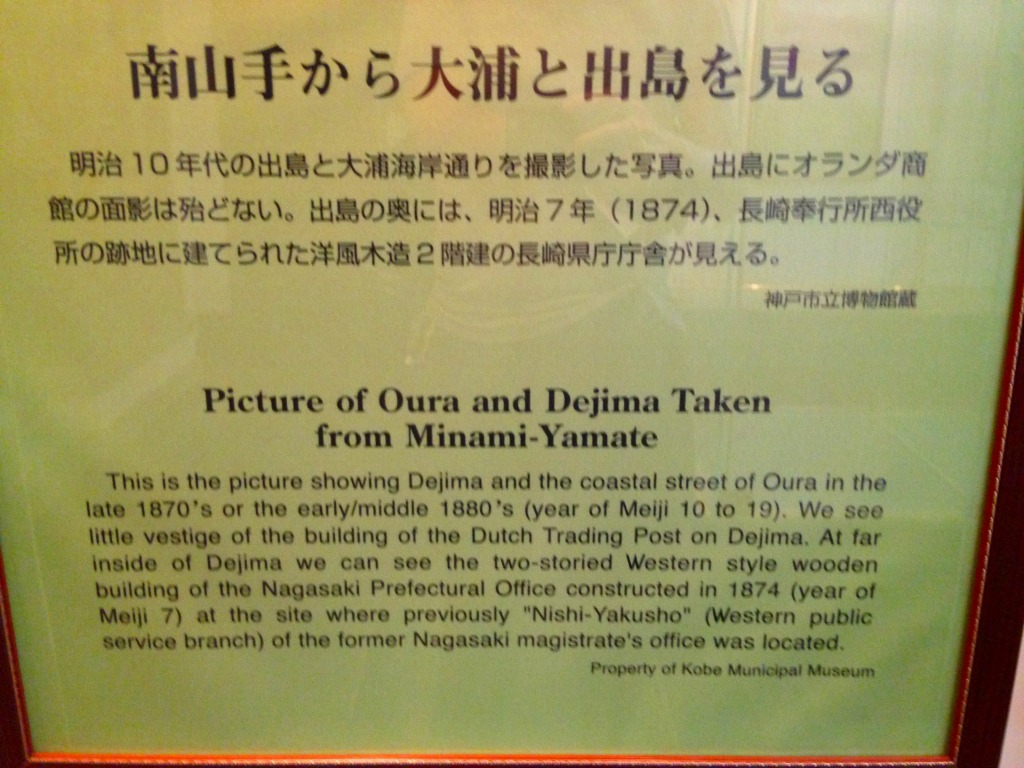 南山手から大浦と出島を見る
明治10年代の出島と大浦海岸通りを撮影した写真。出島にオランダ商
館の面影は殆どない。出島の奥には、明治7年（1874）、長崎奉行所西役
所の跡地に建てられた洋風木造2階建の長崎県庁庁舎が見える。
神戸市立博物館蔵
Picture of Oura and Dejima Taken
from Minami-Yamate
This is the picture showing Dejima and the coastal street of Oura in the
late 1870's or the early/middle 1880's (year of Meiji 10 to 19). We see
little vestige of the building of the Dutch Trading Post on Dejima. At far
inside of Dejima we can see the two-storied Western style wooden
building of the Nagasaki Prefectural Office constructed in 1874 (year of
Meiji 7) at the site where previously "Nishi-Yakusho" (Western public
service branch) of the former Nagasaki magistrate's office was located.
Property of Kobe Municipal Museum